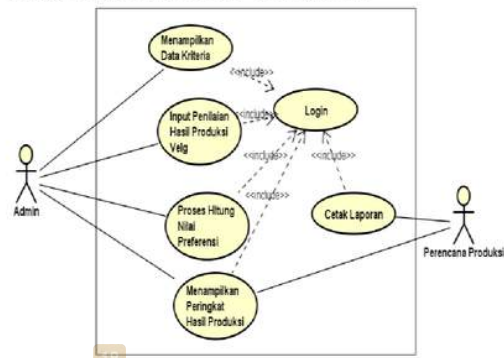 Menampilkan
Data Kriteria
<<include>>
Input Penilaian
Hasil Produksi
Velg
<<include>>
Login
<<include>>
<<include>>
<<include>>
Admin
Proses Hitung
Nilai
Preferensi
Cetak Laporan
Perencana Produksi
Menampilkan
Peringkat
Hasil Produksi